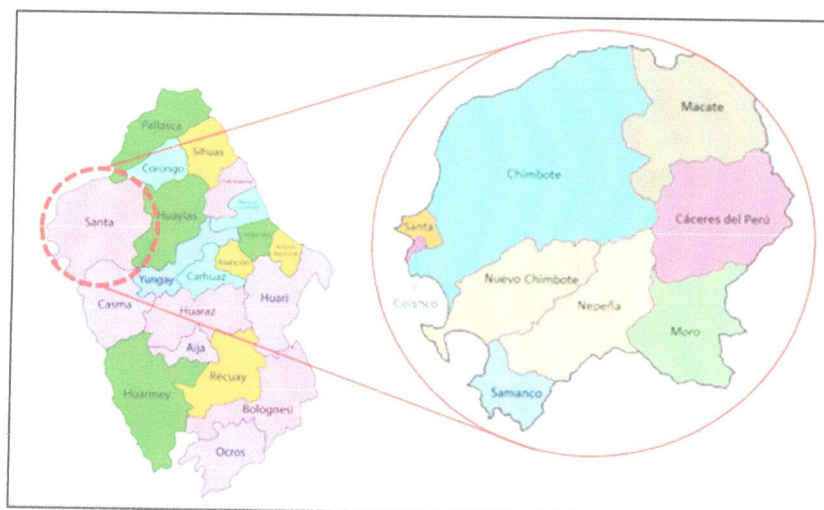 Pallasca
Sihuas
Corongo
Santa
Huaylas
Yungay
Carhuaz
Asunción
Huari
Casma
Huaraz
Aija
Recuay
Huarmey
Bolognesi
Ocros
Macate
Chimbote
Cáceres del Perú
Santa
Coishco
Nuevo Chimbote
Nepeña
Moro
Samanco